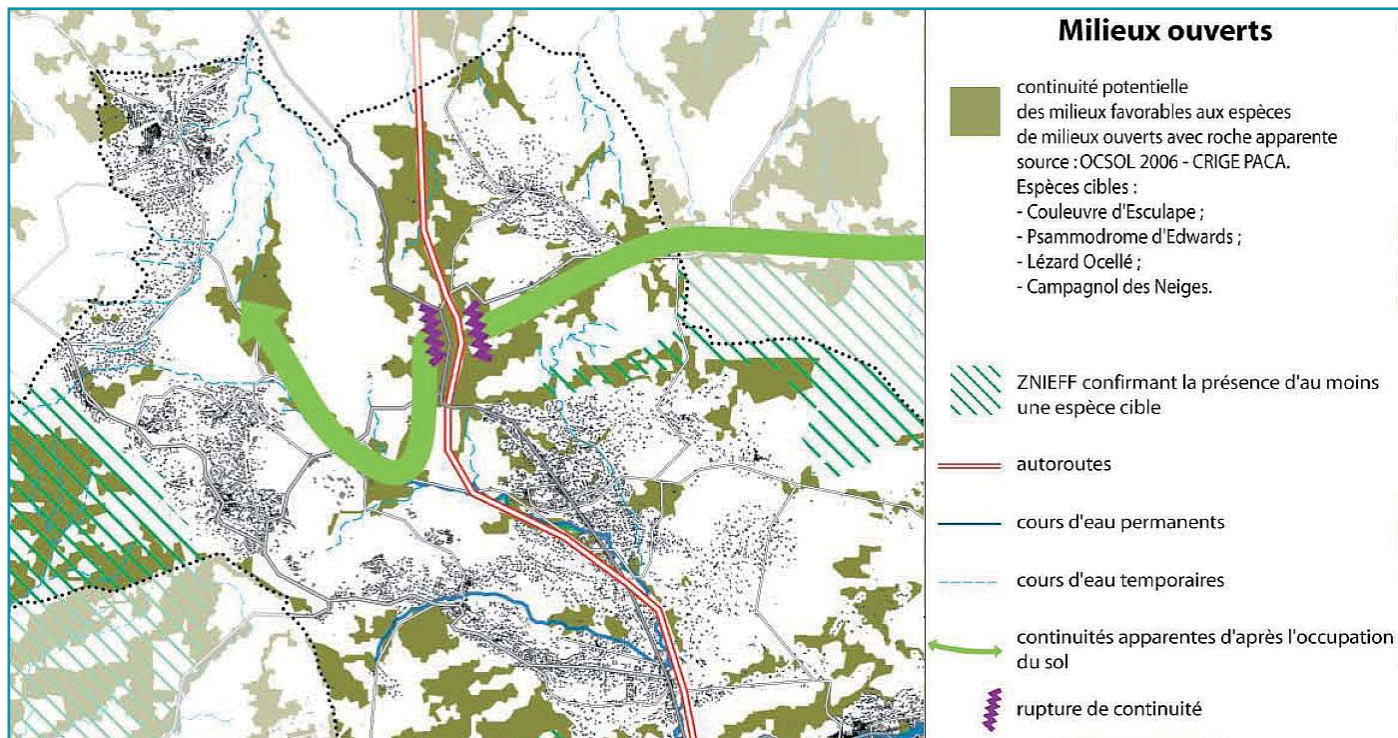 Milieux ouverts
continuité potentielle
des milieux favorables aux espèces
de milieux ouverts avec roche apparente
source : OCSOL 2006 - CRIGE PACA.
Espèces cibles :
- Couleuvre d'Esculape ;
- Psammodrome d'Edwards ;
- Lézard Ocellé ;
- Campagnol des Neiges.
ZNIEFF confirmant la présence d'au moins
une espèce cible
autoroutes
cours d'eau permanents
cours d'eau temporaires
continuités apparentes d'après l'occupation
du sol
rupture de continuité